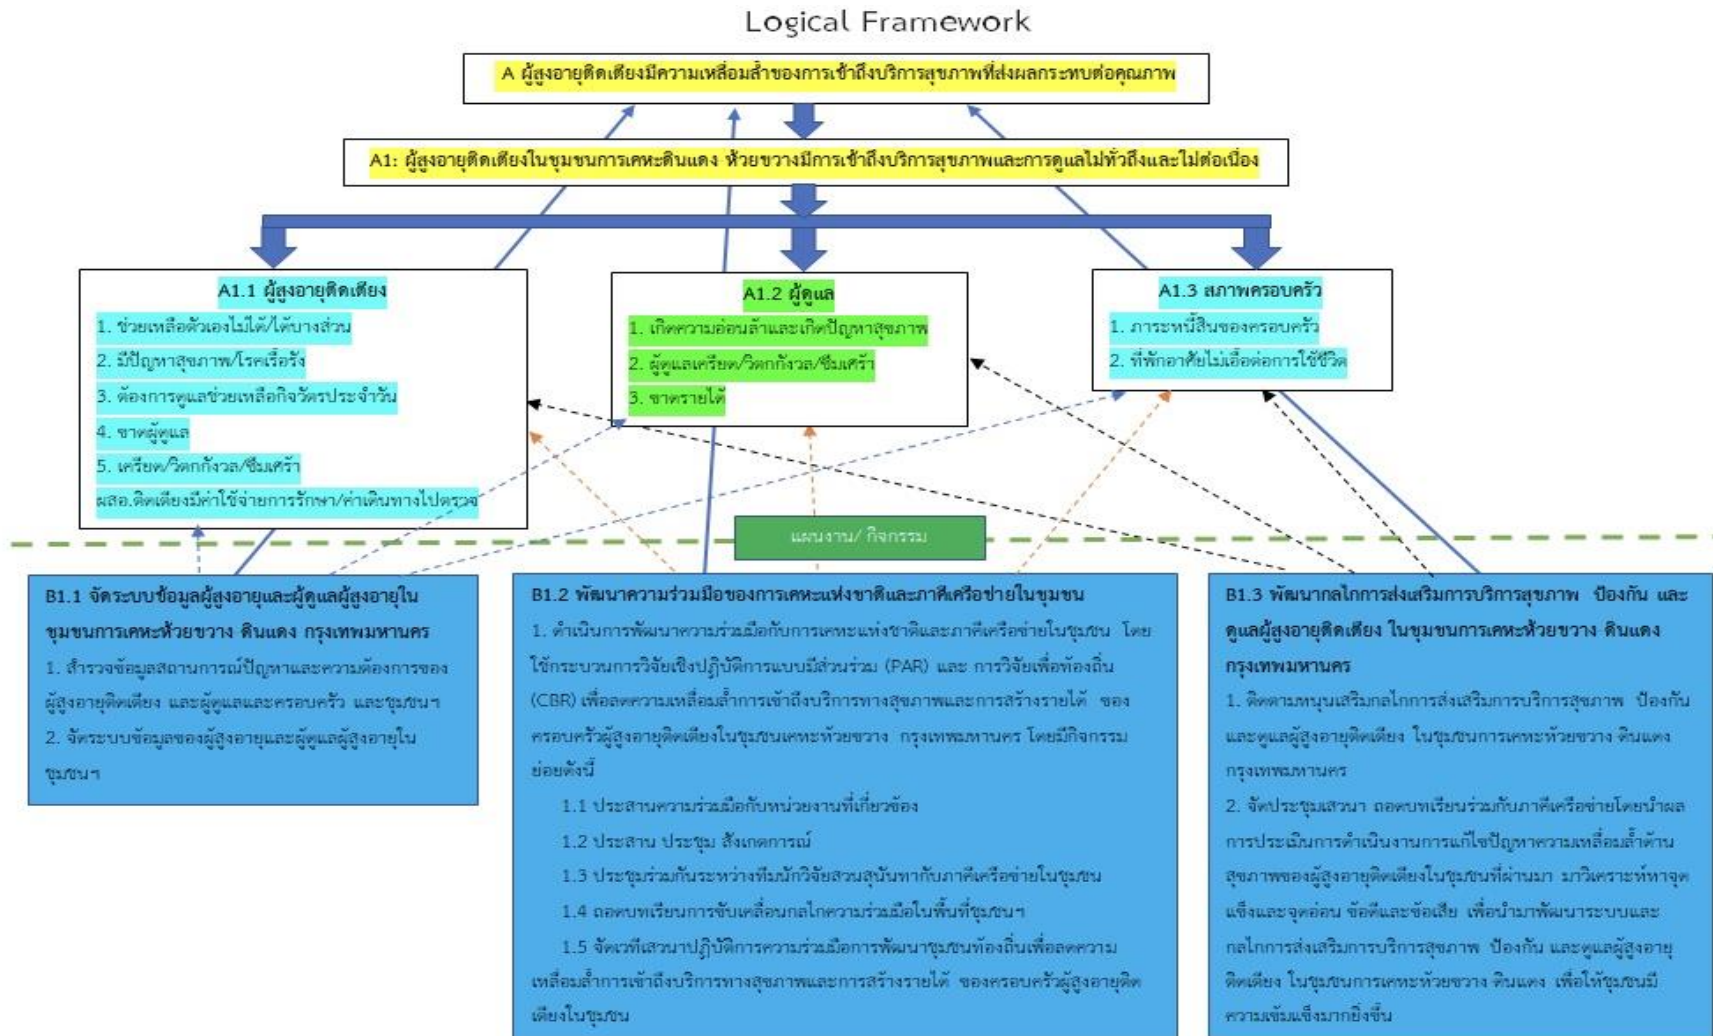 Logical Framework
A ผู้สูงอายุติดเตียงมีความเหลื่อมล้ำของการเข้าถึงบริการสุขภาพที่ส่งผลกระทบต่อคุณภาพ
A1: ผู้สูงอายุติดเตียงในชุมชนการเคหะดินแดง ห้วยขวางมีการเข้าถึงบริการสุขภาพและการดูแลไม่ทั่วถึงและไม่ต่อเนื่อง
A1.1 ผู้สูงอายุติดเตียง
1. ช่วยเหลือตัวเองไม่ได้/ได้บางส่วน
2. มีปัญหาสุขภาพ/โรคเรื้อรัง
3. ต้องการดูแลช่วยเหลือกิจวัตรประจำวัน
4. ขาดผู้ดูแล
5. เครียด/วิตกกังวล/ซึมเศร้า
ผสอ.ติดเตียงมีค่าใช้จ่ายการรักษา/ค่าเดินทางไปตรวจ
A1.2 ผู้ดูแล
1. เกิดความอ่อนล้าและเกิดปัญหาสุขภาพ
2. ผู้ดูแลเครียด/วิตกกังวล/ซึมเศร้า
3. ขาดรายได้
A1.3 สภาพครอบครัว
1. ภาระหนี้สินของครอบครัว
2. ที่พักอาศัยไม่เอื้อต่อการใช้ชีวิต
แผนงาน/ กิจกรรม
B1.1 จัดระบบข้อมูลผู้สูงอายุและผู้ดูแลผู้สูงอายุใน
ชุมชนการเคหะห้วยขวาง ดินแดง กรุงเทพมหานคร
1. สำรวจข้อมูลสถานการณ์ปัญหาและความต้องการของ
ผู้สูงอายุติดเตียง และผู้ดูแลและครอบครัว และชุมชนฯ
2. จัดระบบข้อมูลของผู้สูงอายุและผู้ดูแลผู้สูงอายุใน
ชุมชนฯ
B1.2 พัฒนาความร่วมมือของการเคหะแห่งชาติและภาคีเครือข่ายในชุมชน
1. ดำเนินการพัฒนาความร่วมมือกับการเคหะแห่งชาติและภาคีเครือข่ายในชุมชน โดย
ใช้กระบวนการวิจัยเชิงปฏิบัติการแบบมีส่วนร่วม (PAR) และ การวิจัยเพื่อท้องถิ่น
(CBR) เพื่อลดความเหลื่อมล้ำการเข้าถึงบริการทางสุขภาพและการสร้างรายได้ ของ
ครอบครัวผู้สูงอายุติดเตียงในชุมชนเคหะห้วยขวาง กรุงเทพมหานคร โดยมีกิจกรรม
ย่อยดังนี้
1.1 ประสานความร่วมมือกับหน่วยงานที่เกี่ยวข้อง
1.2 ประสาน ประชุม สังเกตการณ์
1.3 ประชุมร่วมกันระหว่างทีมนักวิจัยสวนสุนันทากับภาคีเครือข่ายในชุมชน
1.4 ถอดบทเรียนการขับเคลื่อนกลไกความร่วมมือในพื้นที่ชุมชนฯ
1.5 จัดเวทีเสวนาปฏิบัติการความร่วมมือการพัฒนาชุมชนท้องถิ่นเพื่อลดความ
เหลื่อมล้ำการเข้าถึงบริการทางสุขภาพและการสร้างรายได้ ของครอบครัวผู้สูงอายุติด
เตียงในชุมชน
B1.3 พัฒนากลไกการส่งเสริมการบริการสุขภาพ ป้องกัน และ
ดูแลผู้สูงอายุติดเตียง ในชุมชนการเคหะห้วยขวาง ดินแดง
กรุงเทพมหานคร
1. ติดตามหนุนเสริมกลไกการส่งเสริมการบริการสุขภาพ ป้องกัน
และดูแลผู้สูงอายุติดเตียง ในชุมชนการเคหะห้วยขวาง ดินแดง
กรุงเทพมหานคร
2. จัดประชุมเสวนา ถอดบทเรียนร่วมกับภาคีเครือข่ายโดยนำผล
การประเมินการดำเนินงานการแก้ไขปัญหาความเหลื่อมล้ำด้าน
สุขภาพของผู้สูงอายุติดเตียงในชุมชนที่ผ่านมา มาวิเคราะห์หาจุด
แข็งและจุดอ่อน ข้อดีและข้อเสีย เพื่อนำมาพัฒนาระบบและ
กลไกการส่งเสริมการบริการสุขภาพ ป้องกัน และดูแลผู้สูงอายุ
ติดเตียง ในชุมชนการเคหะห้วยขวาง ดินแดง เพื่อให้ชุมชนมี
ความเข้มแข็งมากยิ่งขึ้น